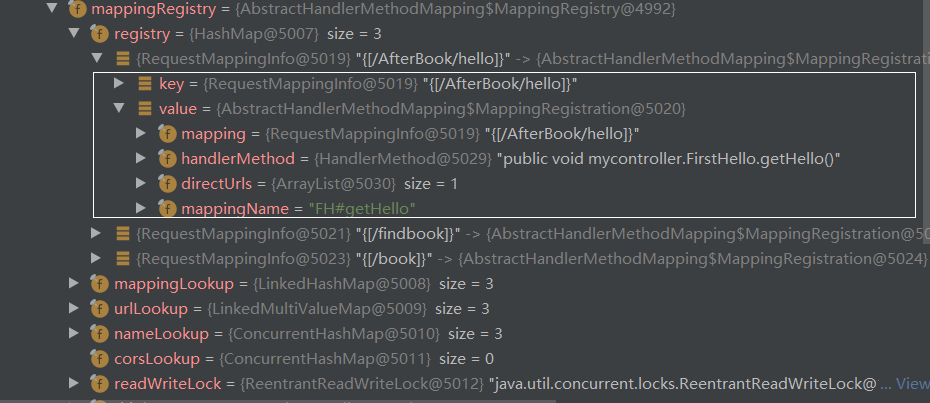 mappingRegistry = {AbstractHandlerMethodMapping$MappingRegistry@4992}
registry = {HashMap@5007} size = 3
{RequestMappingInfo@5019} "{[/AfterBook/hello]}" -> {AbstractHandlerMethodMapping$MappingRegistrati
key = {RequestMappingInfo@5019} "{[/AfterBook/hello]}"
value = {AbstractHandlerMethodMapping$MappingRegistration@5020}
mapping = {RequestMappingInfo@5019} "{[/AfterBook/hello]}"
handlerMethod = {HandlerMethod@5029} "public void mycontroller.FirstHello.getHello()"
directUrls = {ArrayList@5030} size = 1
mappingName = "FH#getHello"
{RequestMappingInfo@5021} "{[/findbook]}" -> {AbstractHandlerMethodMapping$MappingRegistration@50
{RequestMappingInfo@5023} "{[/book]}" -> {AbstractHandlerMethodMapping$MappingRegistration@5024}
mappingLookup = {LinkedHashMap@5008} size = 3
urlLookup = {LinkedMultiValueMap@5009} size = 3
nameLookup = {ConcurrentHashMap@5010} size = 3
corsLookup = {ConcurrentHashMap@5011} size = 0
readWriteLock = {ReentrantReadWriteLock@5012} "java.util.concurrent.locks.ReentrantReadWriteLock@ ... View